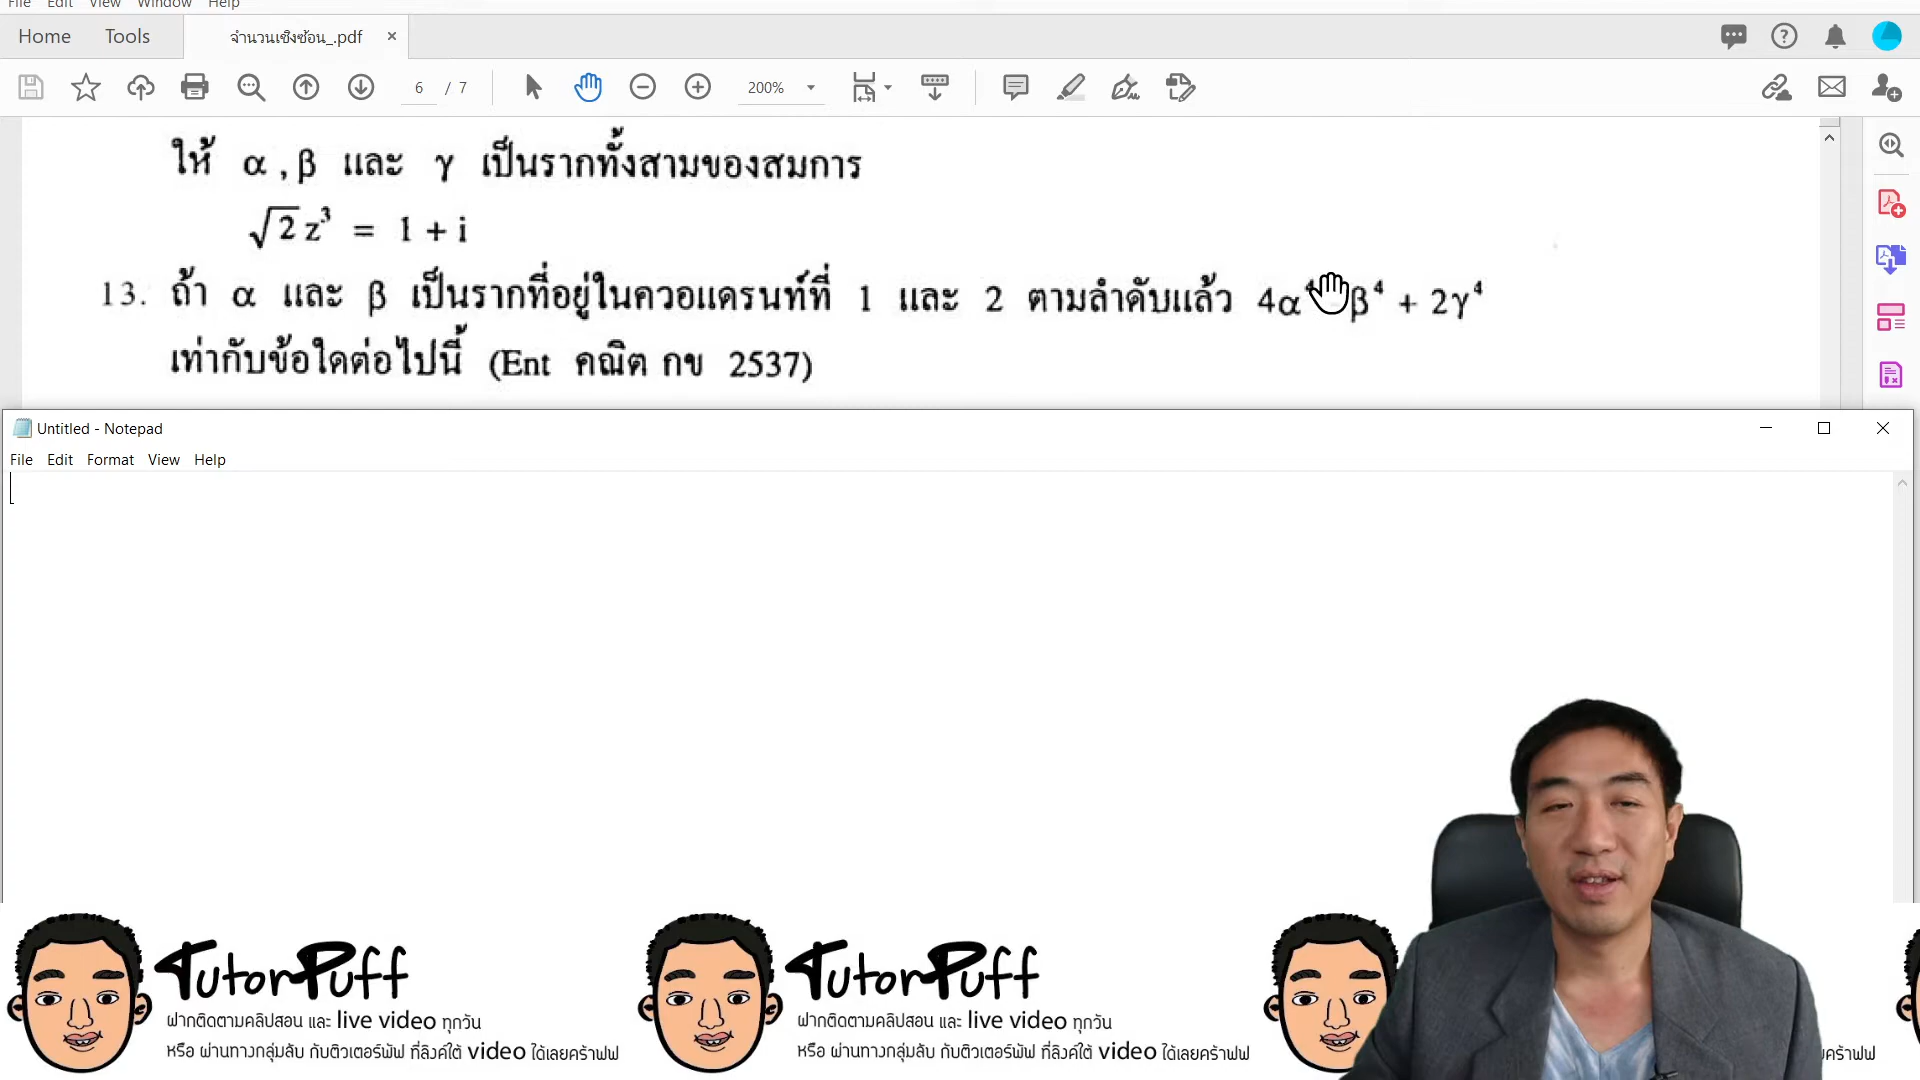 File Edit View Window Help
Home Tools จำนวนเชิงซ้อน_.pdf ×
6 / 7 200%
ให้ α , β และ γ เป็นรากทั้งสามของสมการ
√2 z³ = 1 + i
13. ถ้า α และ β เป็นรากที่อยู่ในควอแดรนท์ที่ 1 และ 2 ตามลำดับแล้ว 4α β⁴ + 2γ⁴
เท่ากับข้อใดต่อไปนี้ (Ent คณิต กข 2537)
Untitled - Notepad
File Edit Format View Help
TutorPuff
ฝากติดตามคลิปสอน และ live video ทุกวัน
หรือ ผ่านทางกลุ่มลับ กับติวเตอร์พัฟ ที่ลิงค์ใต้ video ได้เลยคร้าฟฟ
TutorPuff
ฝากติดตามคลิปสอน และ live video ทุกวัน
หรือ ผ่านทางกลุ่มลับ กับติวเตอร์พัฟ ที่ลิงค์ใต้ video ได้เลยคร้าฟฟ